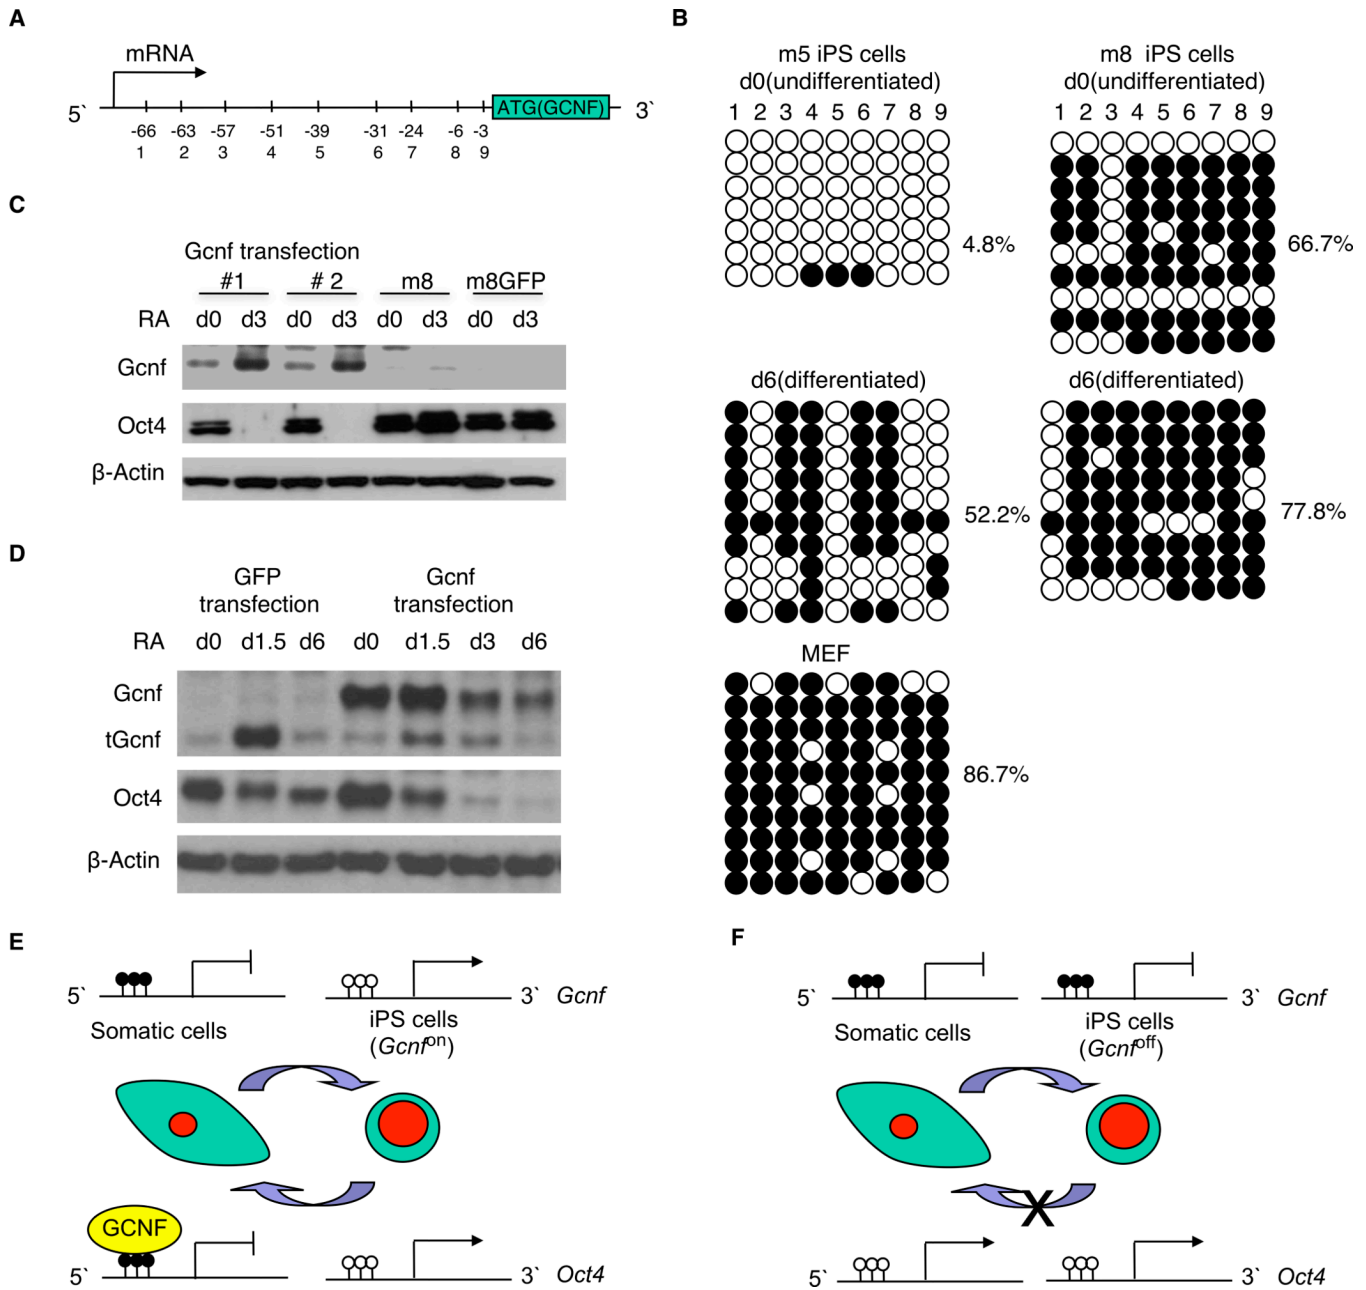 A
mRNA
5`
ATG(GCNF)
3`
-66 -63 -57 -51 -39 -31 -24 -6 -3
1 2 3 4 5 6 7 8 9
B
m5 iPS cells
d0(undifferentiated)
1 2 3 4 5 6 7 8 9
4.8%
m8 iPS cells
d0(undifferentiated)
1 2 3 4 5 6 7 8 9
66.7%
d6(differentiated)
52.2%
d6(differentiated)
77.8%
MEF
86.7%
C
Gcnf transfection
#1 # 2 m8 m8GFP
RA d0 d3 d0 d3 d0 d3 d0 d3
Gcnf
Oct4
β-Actin
D
GFP
transfection
Gcnf
transfection
RA d0 d1.5 d6 d0 d1.5 d3 d6
Gcnf
tGcnf
Oct4
β-Actin
E
5` 3` Gcnf
Somatic cells
iPS cells
(Gcnfon)
GCNF
5` 3` Oct4
F
5` 3` Gcnf
Somatic cells
iPS cells
(Gcnfoff)
X
5` 3` Oct4